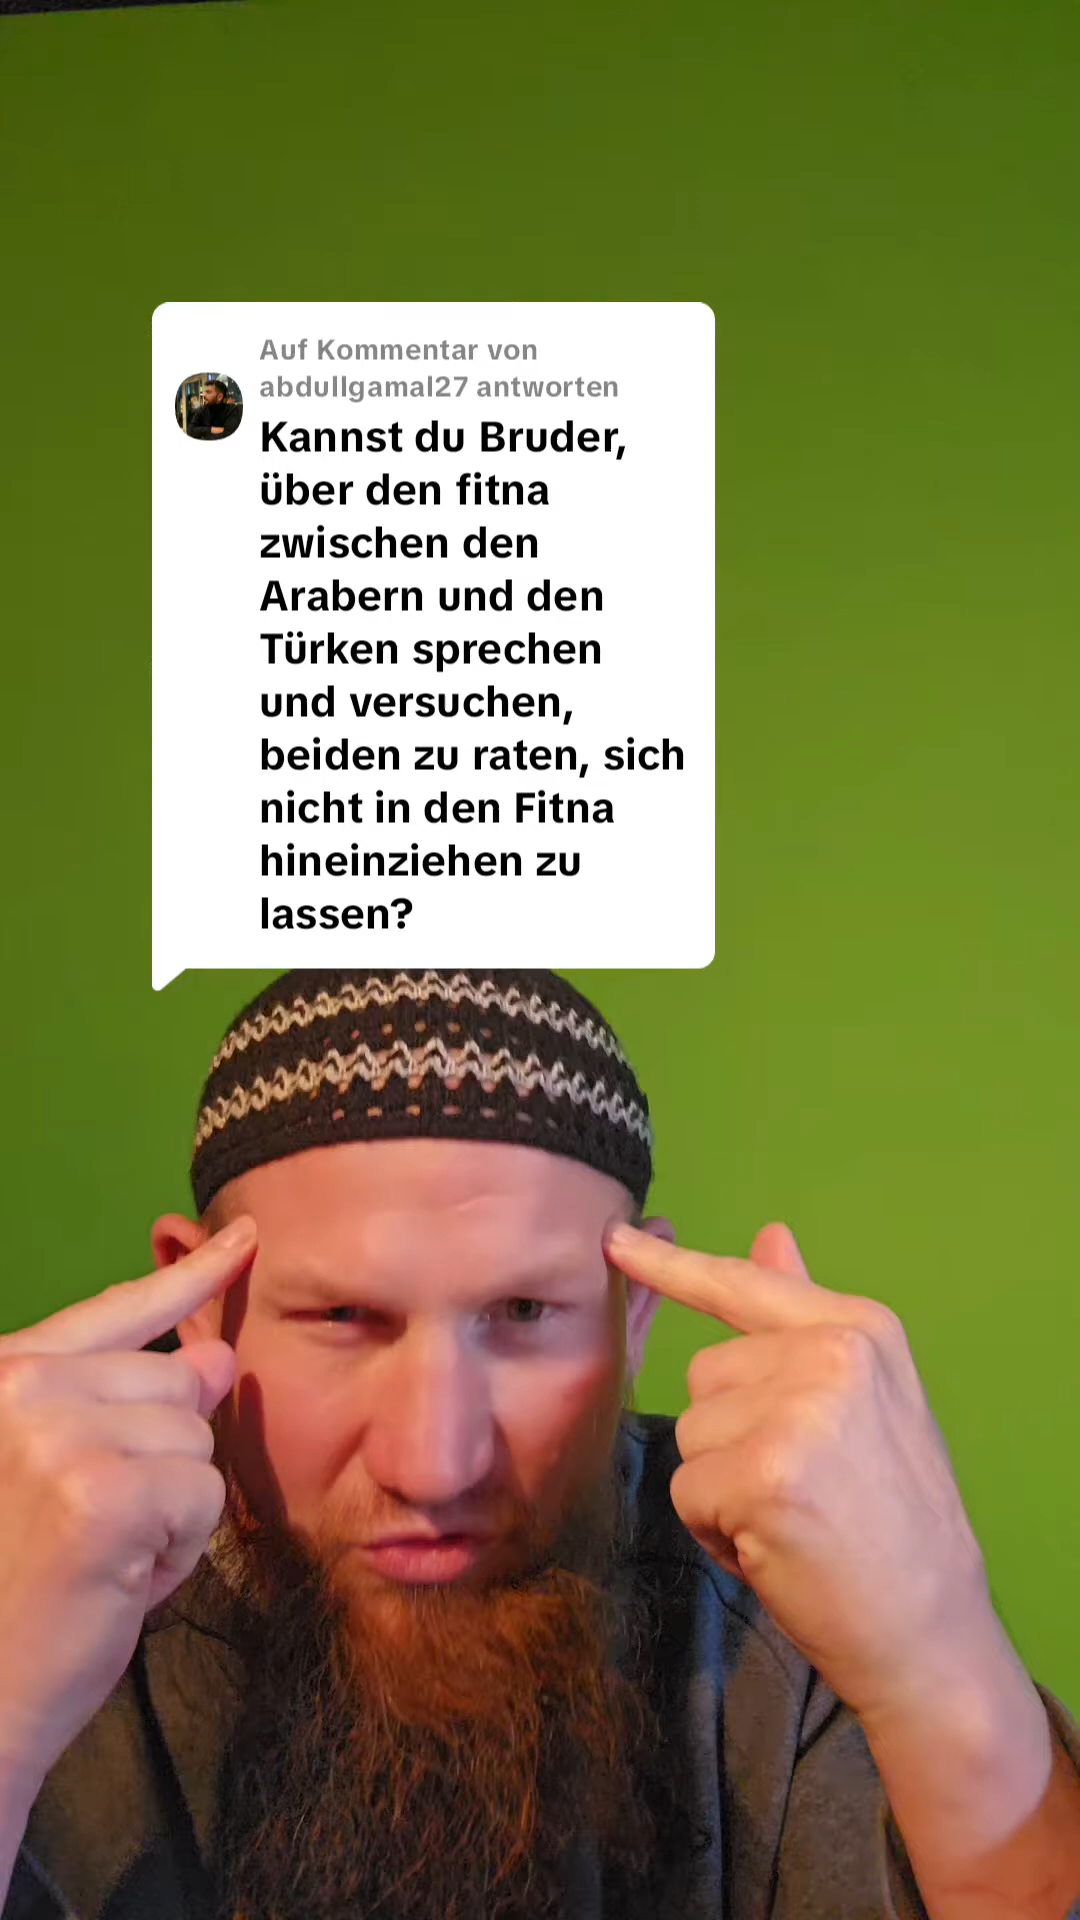 Auf Kommentar von
abdullgamal27 antworten
Kannst du Bruder,
über den fitna
zwischen den
Arabern und den
Türken sprechen
und versuchen,
beiden zu raten, sich
nicht in den Fitna
hineinziehen zu
lassen?